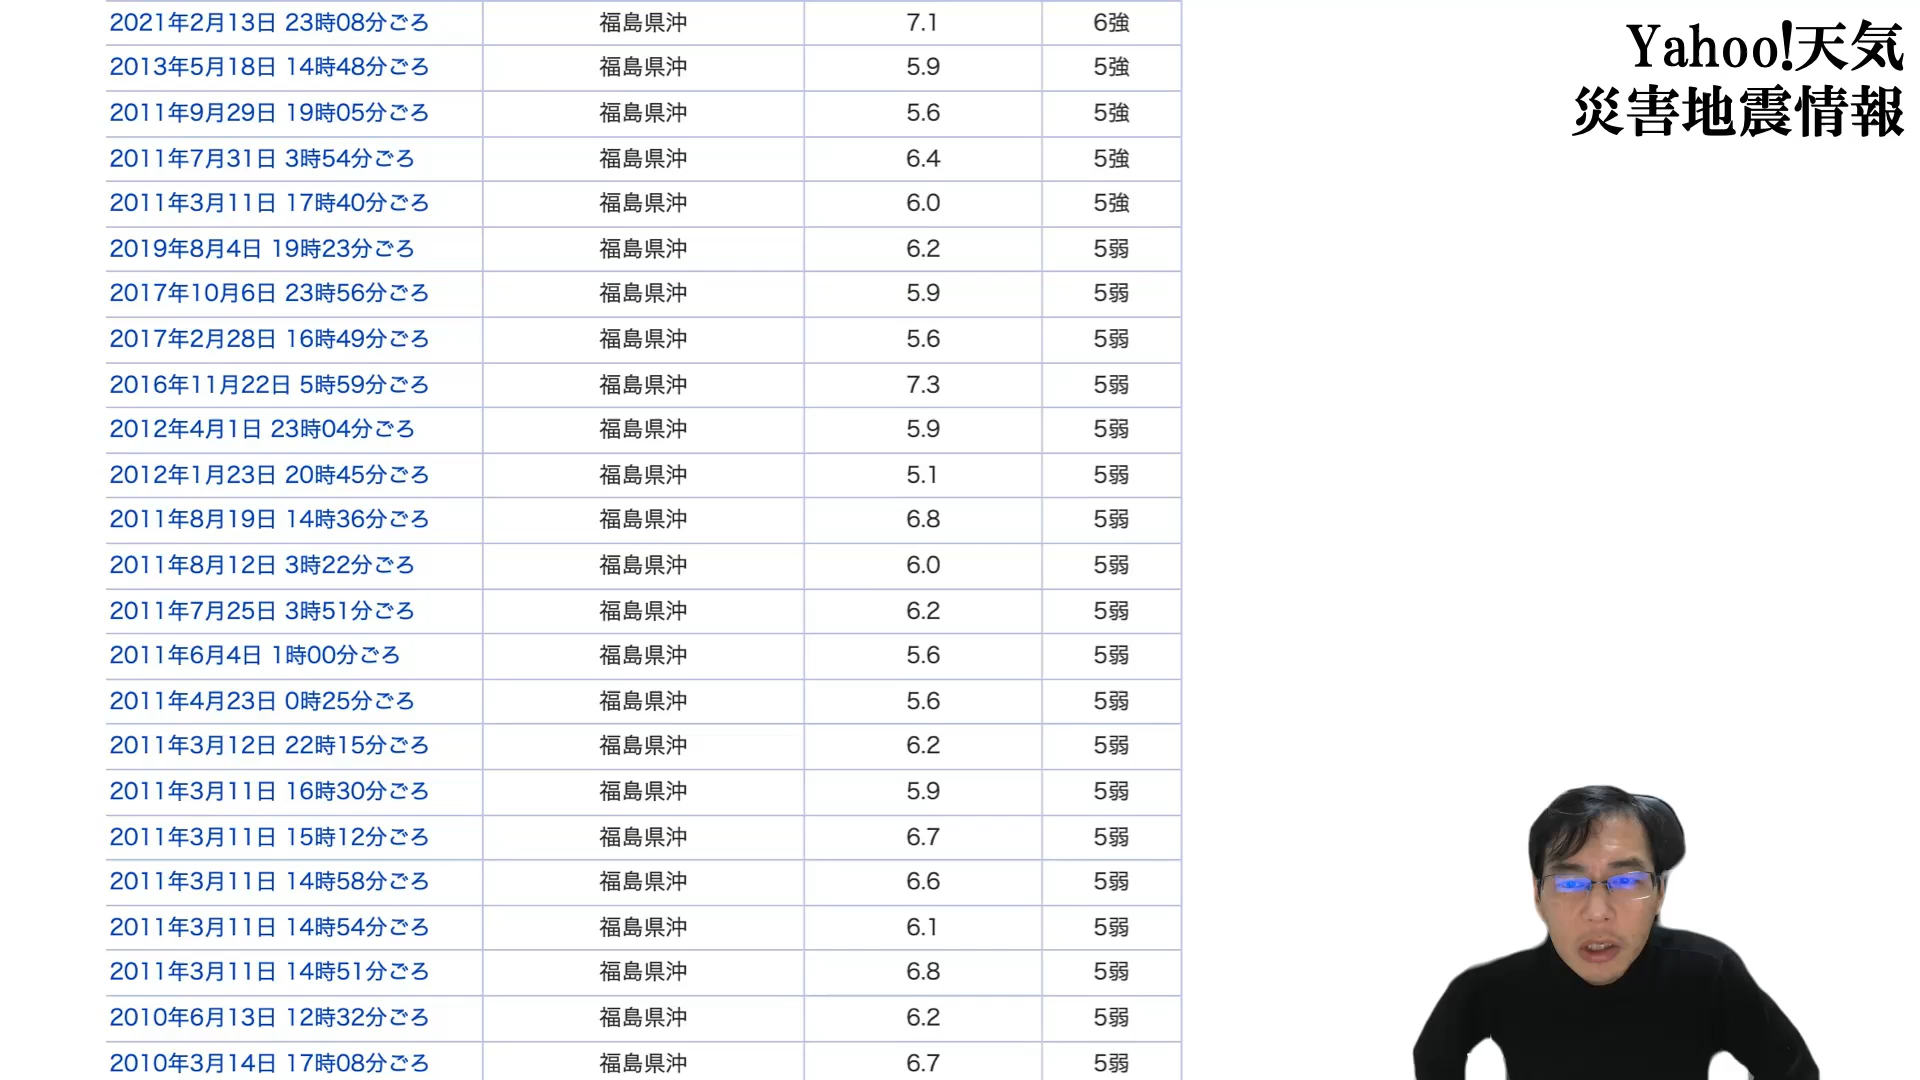 2021年2月13日 23時08分ごろ 福島県沖 7.1 6強
2013年5月18日 14時48分ごろ 福島県沖 5.9 5強
2011年9月29日 19時05分ごろ 福島県沖 5.6 5強
2011年7月31日 3時54分ごろ 福島県沖 6.4 5強
2011年3月11日 17時40分ごろ 福島県沖 6.0 5強
2019年8月4日 19時23分ごろ 福島県沖 6.2 5弱
2017年10月6日 23時56分ごろ 福島県沖 5.9 5弱
2017年2月28日 16時49分ごろ 福島県沖 5.6 5弱
2016年11月22日 5時59分ごろ 福島県沖 7.3 5弱
2012年4月1日 23時04分ごろ 福島県沖 5.9 5弱
2012年1月23日 20時45分ごろ 福島県沖 5.1 5弱
2011年8月19日 14時36分ごろ 福島県沖 6.8 5弱
2011年8月12日 3時22分ごろ 福島県沖 6.0 5弱
2011年7月25日 3時51分ごろ 福島県沖 6.2 5弱
2011年6月4日 1時00分ごろ 福島県沖 5.6 5弱
2011年4月23日 0時25分ごろ 福島県沖 5.6 5弱
2011年3月12日 22時15分ごろ 福島県沖 6.2 5弱
2011年3月11日 16時30分ごろ 福島県沖 5.9 5弱
2011年3月11日 15時12分ごろ 福島県沖 6.7 5弱
2011年3月11日 14時58分ごろ 福島県沖 6.6 5弱
2011年3月11日 14時54分ごろ 福島県沖 6.1 5弱
2011年3月11日 14時51分ごろ 福島県沖 6.8 5弱
2010年6月13日 12時32分ごろ 福島県沖 6.2 5弱
2010年3月14日 17時08分ごろ 福島県沖 6.7 5弱
Yahoo!天気
災害地震情報